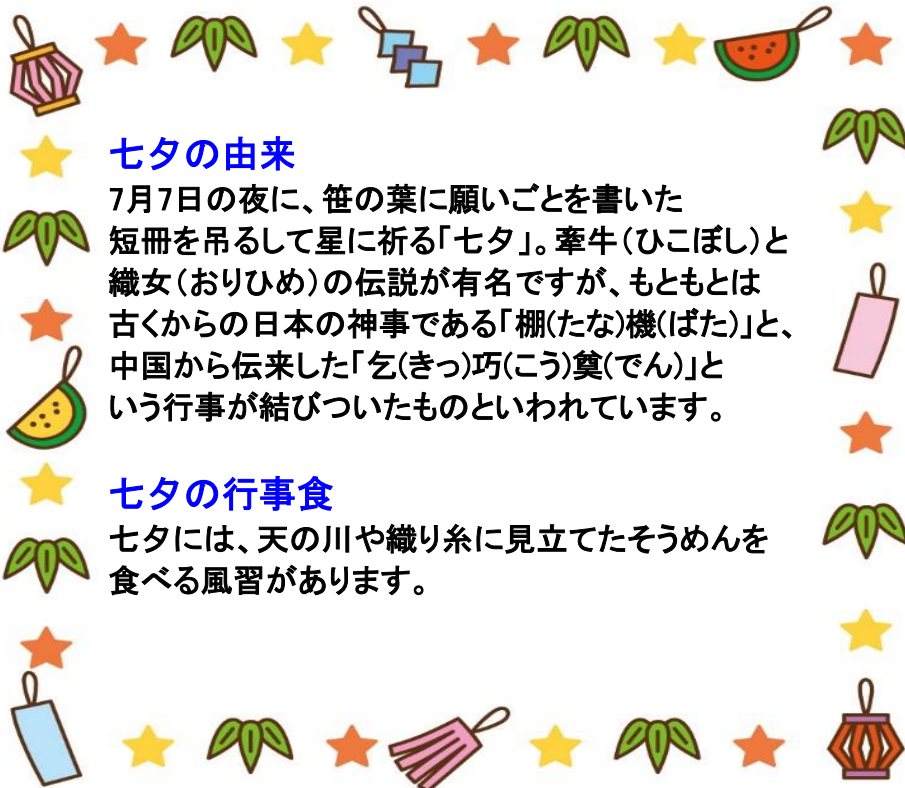 七夕の由来
7月7日の夜に、笹の葉に願いごとを書いた
短冊を吊るして星に祈る「七夕」。牽牛(ひこぼし)と
織女(おりひめ)の伝説が有名ですが、もともとは
古くからの日本の神事である「棚(たな)機(ばた)」と、
中国から伝来した「乞(きっ)巧(こう)奠(でん)」と
いう行事が結びついたものといわれています。
七夕の行事食
七夕には、天の川や織り糸に見立てたそうめんを
食べる風習があります。